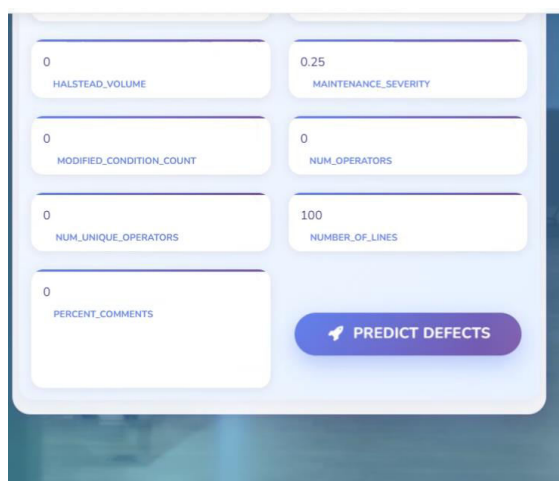 0
HALSTEAD_VOLUME
0.25
MAINTENANCE_SEVERITY
0
MODIFIED_CONDITION_COUNT
0
NUM_OPERATORS
0
NUM_UNIQUE_OPERATORS
100
NUMBER_OF_LINES
0
PERCENT_COMMENTS
PREDICT DEFECTS